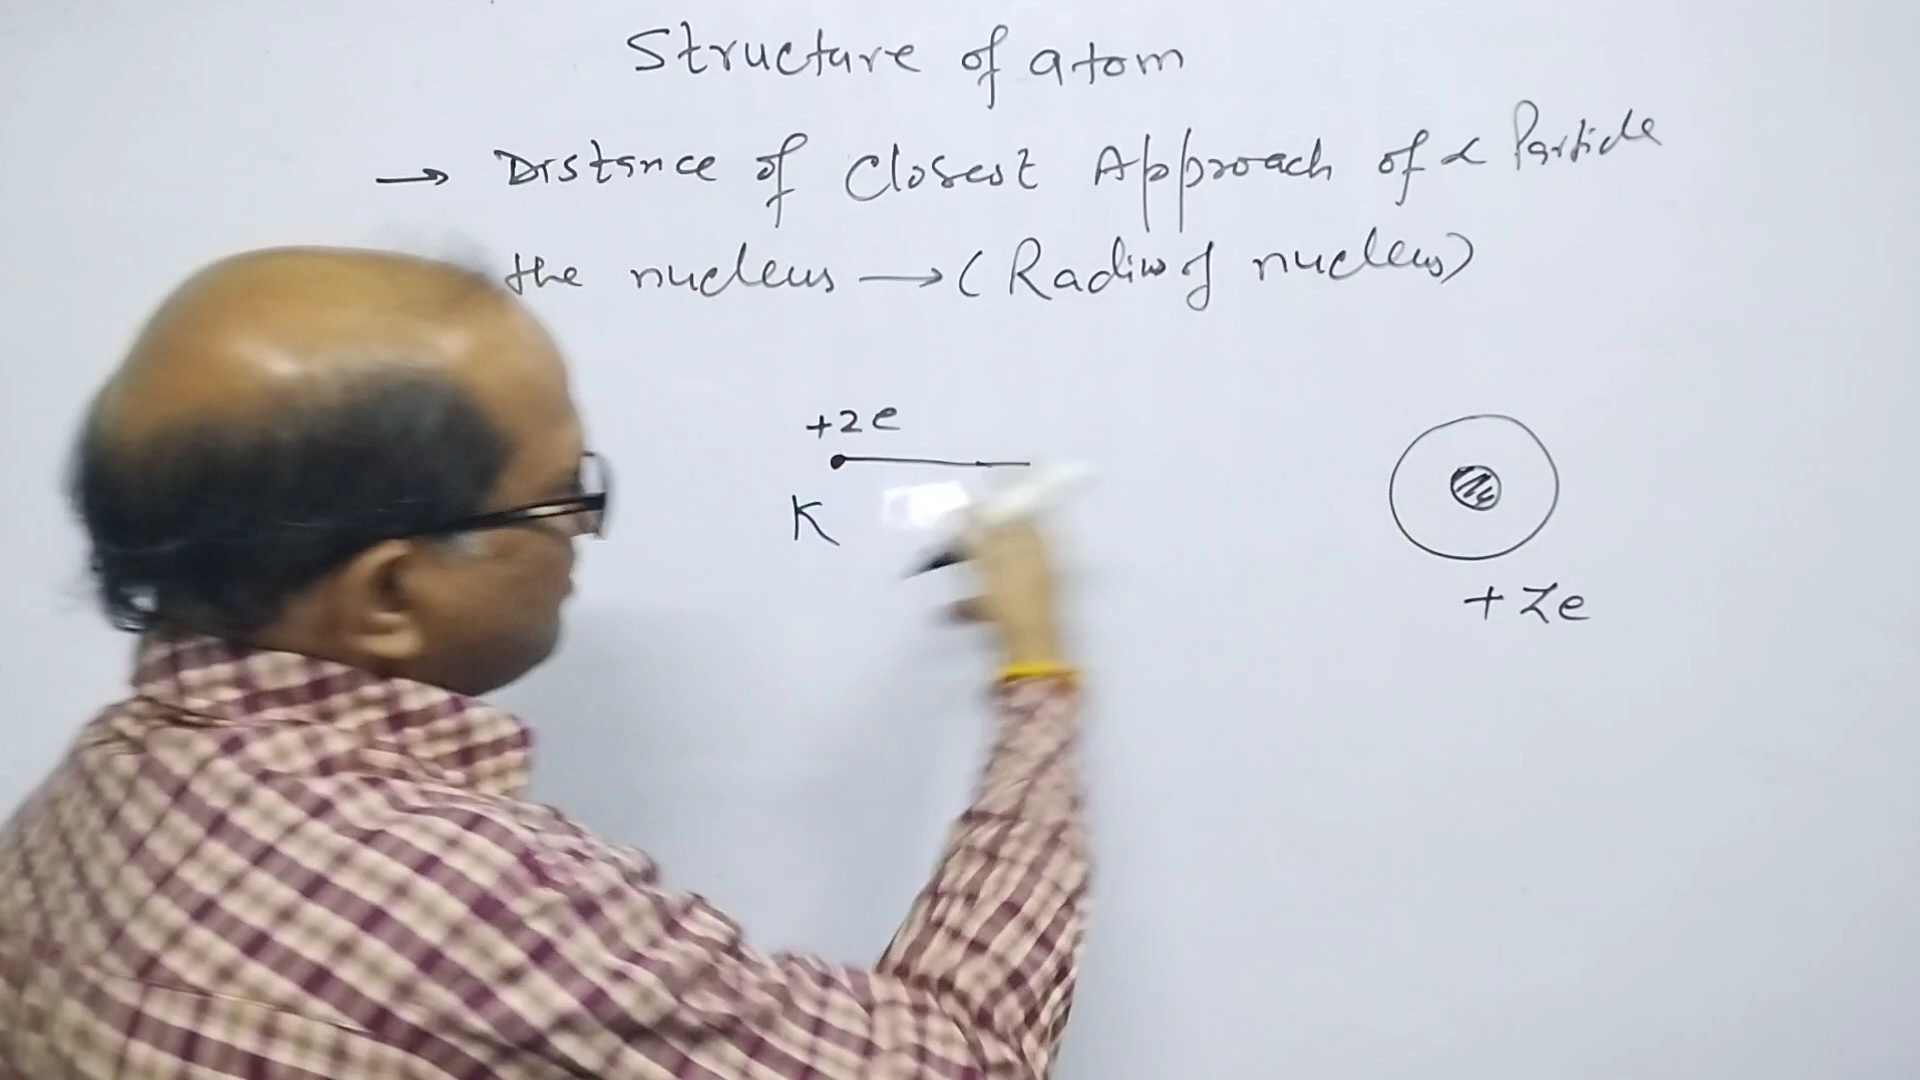 Structure of atom
→ Distance of Closest Approach of α Particle
the nucleus → (Radius of nucleus)
+2e
K
+Ze